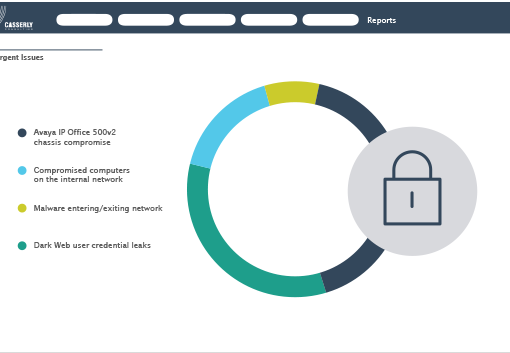 CASSERLY
Reports
rgent Issues
Avaya IP Office 500v2
chassis compromise
Compromised computers
on the internal network
Malware entering/exiting network
Dark Web user credential leaks